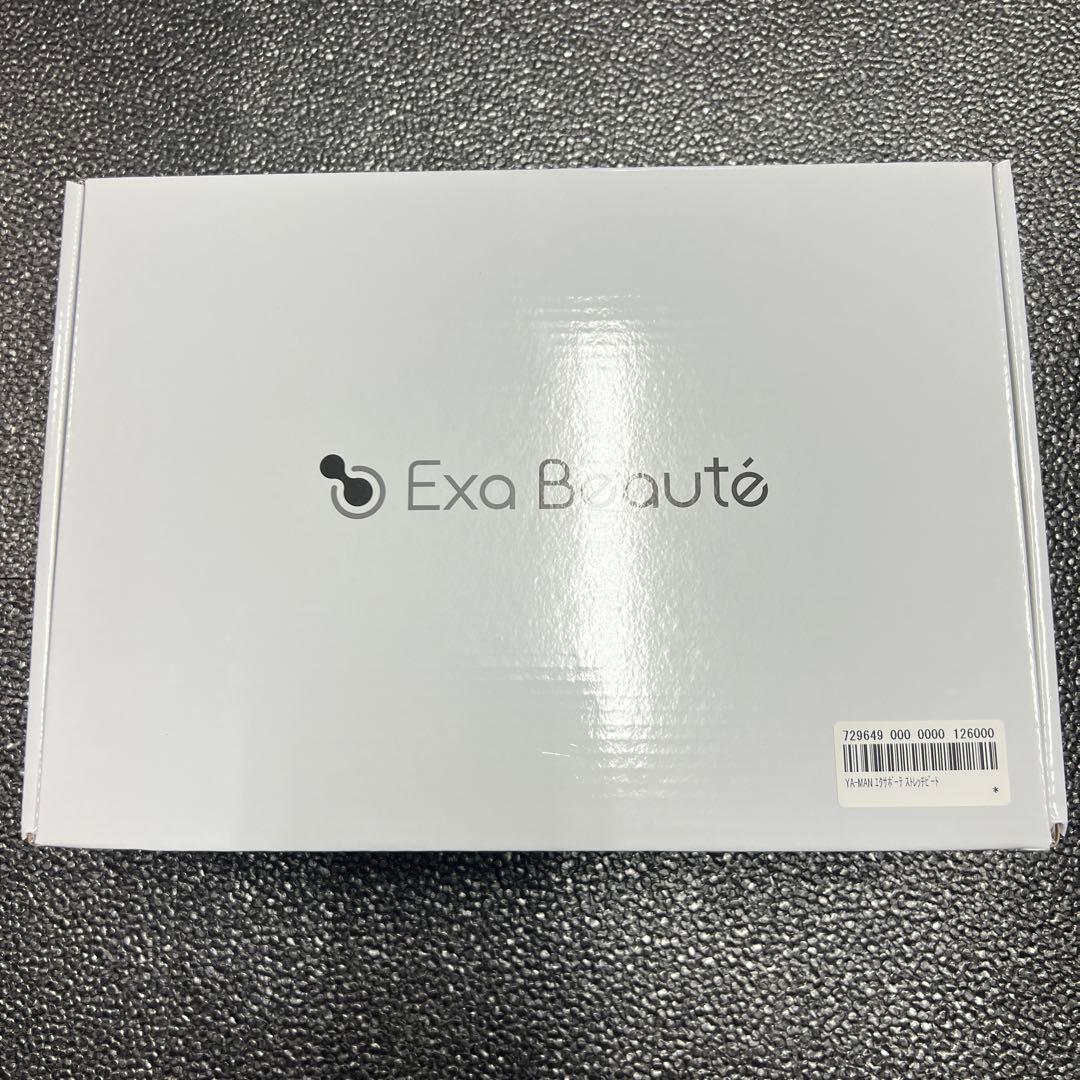 Exa Beauté
729649 000 0000 126000
YA-MAN ｴｸｻﾎﾞｰﾃ ｽﾄﾚｯﾁﾋﾞｰﾄ
*